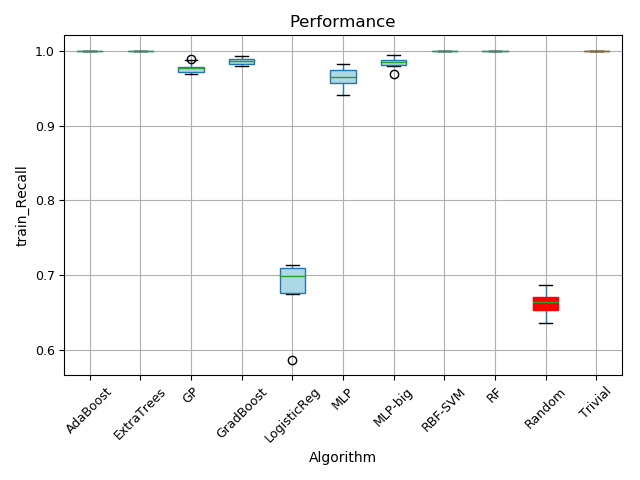 Performance
1.0
0.9
0.8
0.7
0.6
train_Recall
AdaBoost
ExtraTrees
GP
GradBoost
LogisticReg
MLP
MLP-big
RBF-SVM
RF
Random
Trivial
Algorithm